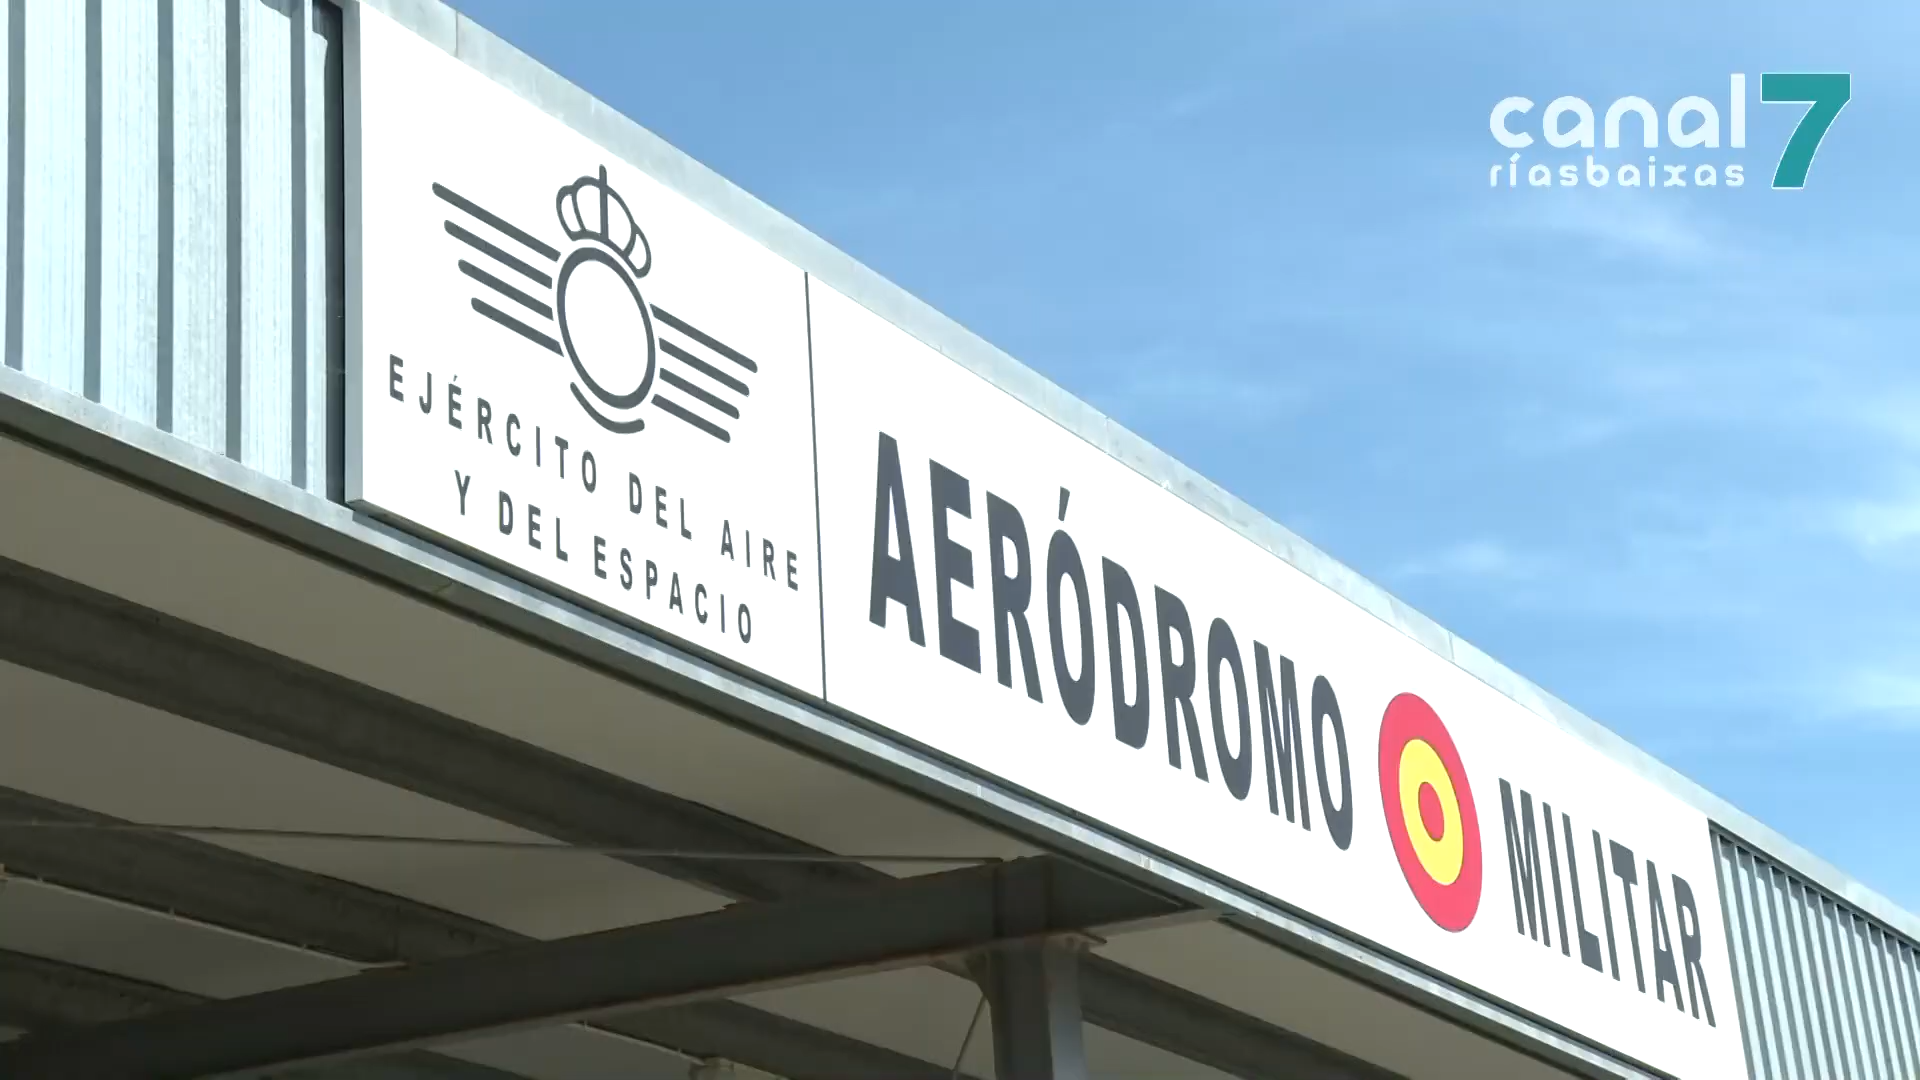 EJÉRCITO DEL AIRE
Y DEL ESPACIO
AERÓDROMO MILITAR
canal 7
ríasbaixas